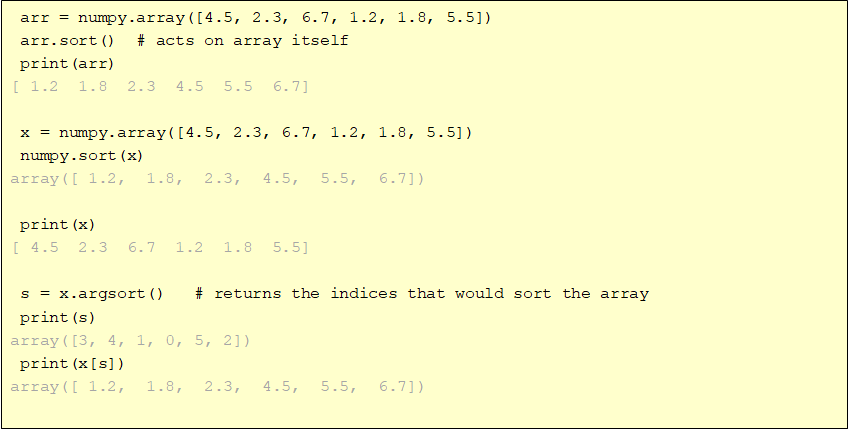 arr = numpy.array([4.5, 2.3, 6.7, 1.2, 1.8, 5.5])
arr.sort()  # acts on array itself
print(arr)
[ 1.2  1.8  2.3  4.5  5.5  6.7]
x = numpy.array([4.5, 2.3, 6.7, 1.2, 1.8, 5.5])
numpy.sort(x)
array([ 1.2,  1.8,  2.3,  4.5,  5.5,  6.7])
print(x)
[ 4.5  2.3  6.7  1.2  1.8  5.5]
s = x.argsort()   # returns the indices that would sort the array
print(s)
array([3, 4, 1, 0, 5, 2])
print(x[s])
array([ 1.2,  1.8,  2.3,  4.5,  5.5,  6.7])